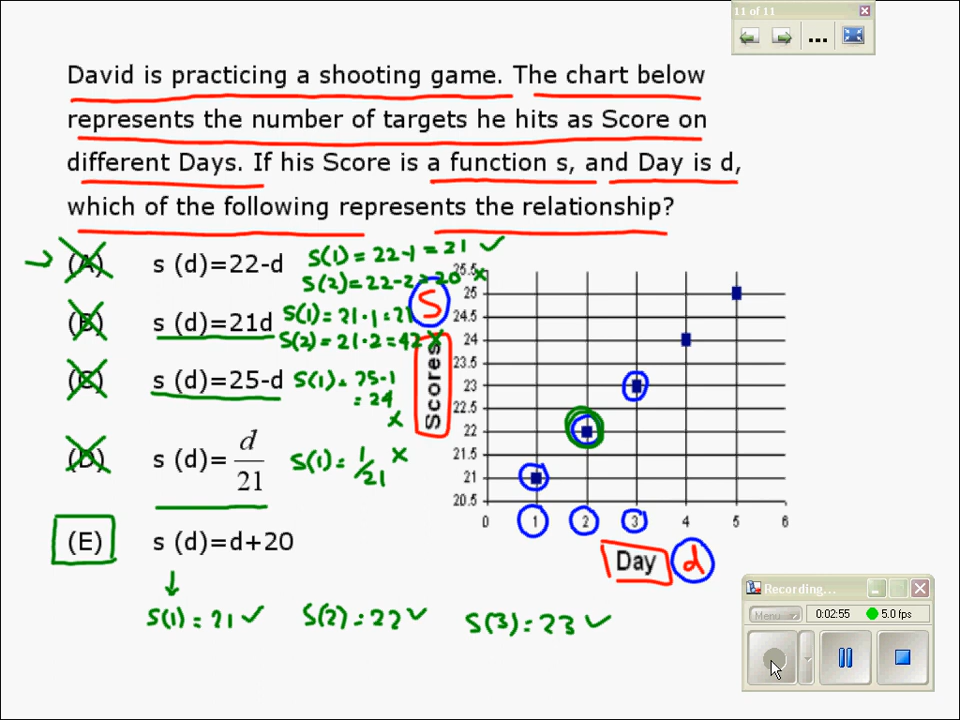 11 of 11
David is practicing a shooting game. The chart below
represents the number of targets he hits as Score on
different Days. If his Score is a function s, and Day is d,
which of the following represents the relationship?
(A) s (d)=22-d
S(1) = 22-1 = 21 ✓
S(2) = 22-2=20 x
(B) s (d)=21d
S(1) = 21·1 = 21
S(2) = 21·2 = 42 x
(C) s (d)=25-d
S(1) = 25-1
= 24
x
(D) s (d)= d/21
S(1) = 1/21 x
(E) s (d)=d+20
S(1) = 21 ✓ S(2) = 22 ✓ S(3) = 23 ✓
S
Scores
25.5
25
24.5
24
23.5
23
22.5
22
21.5
21
20.5
0 1 2 3 4 5 6
Day d
Recording...
Menu 0:02:55 5.0 fps